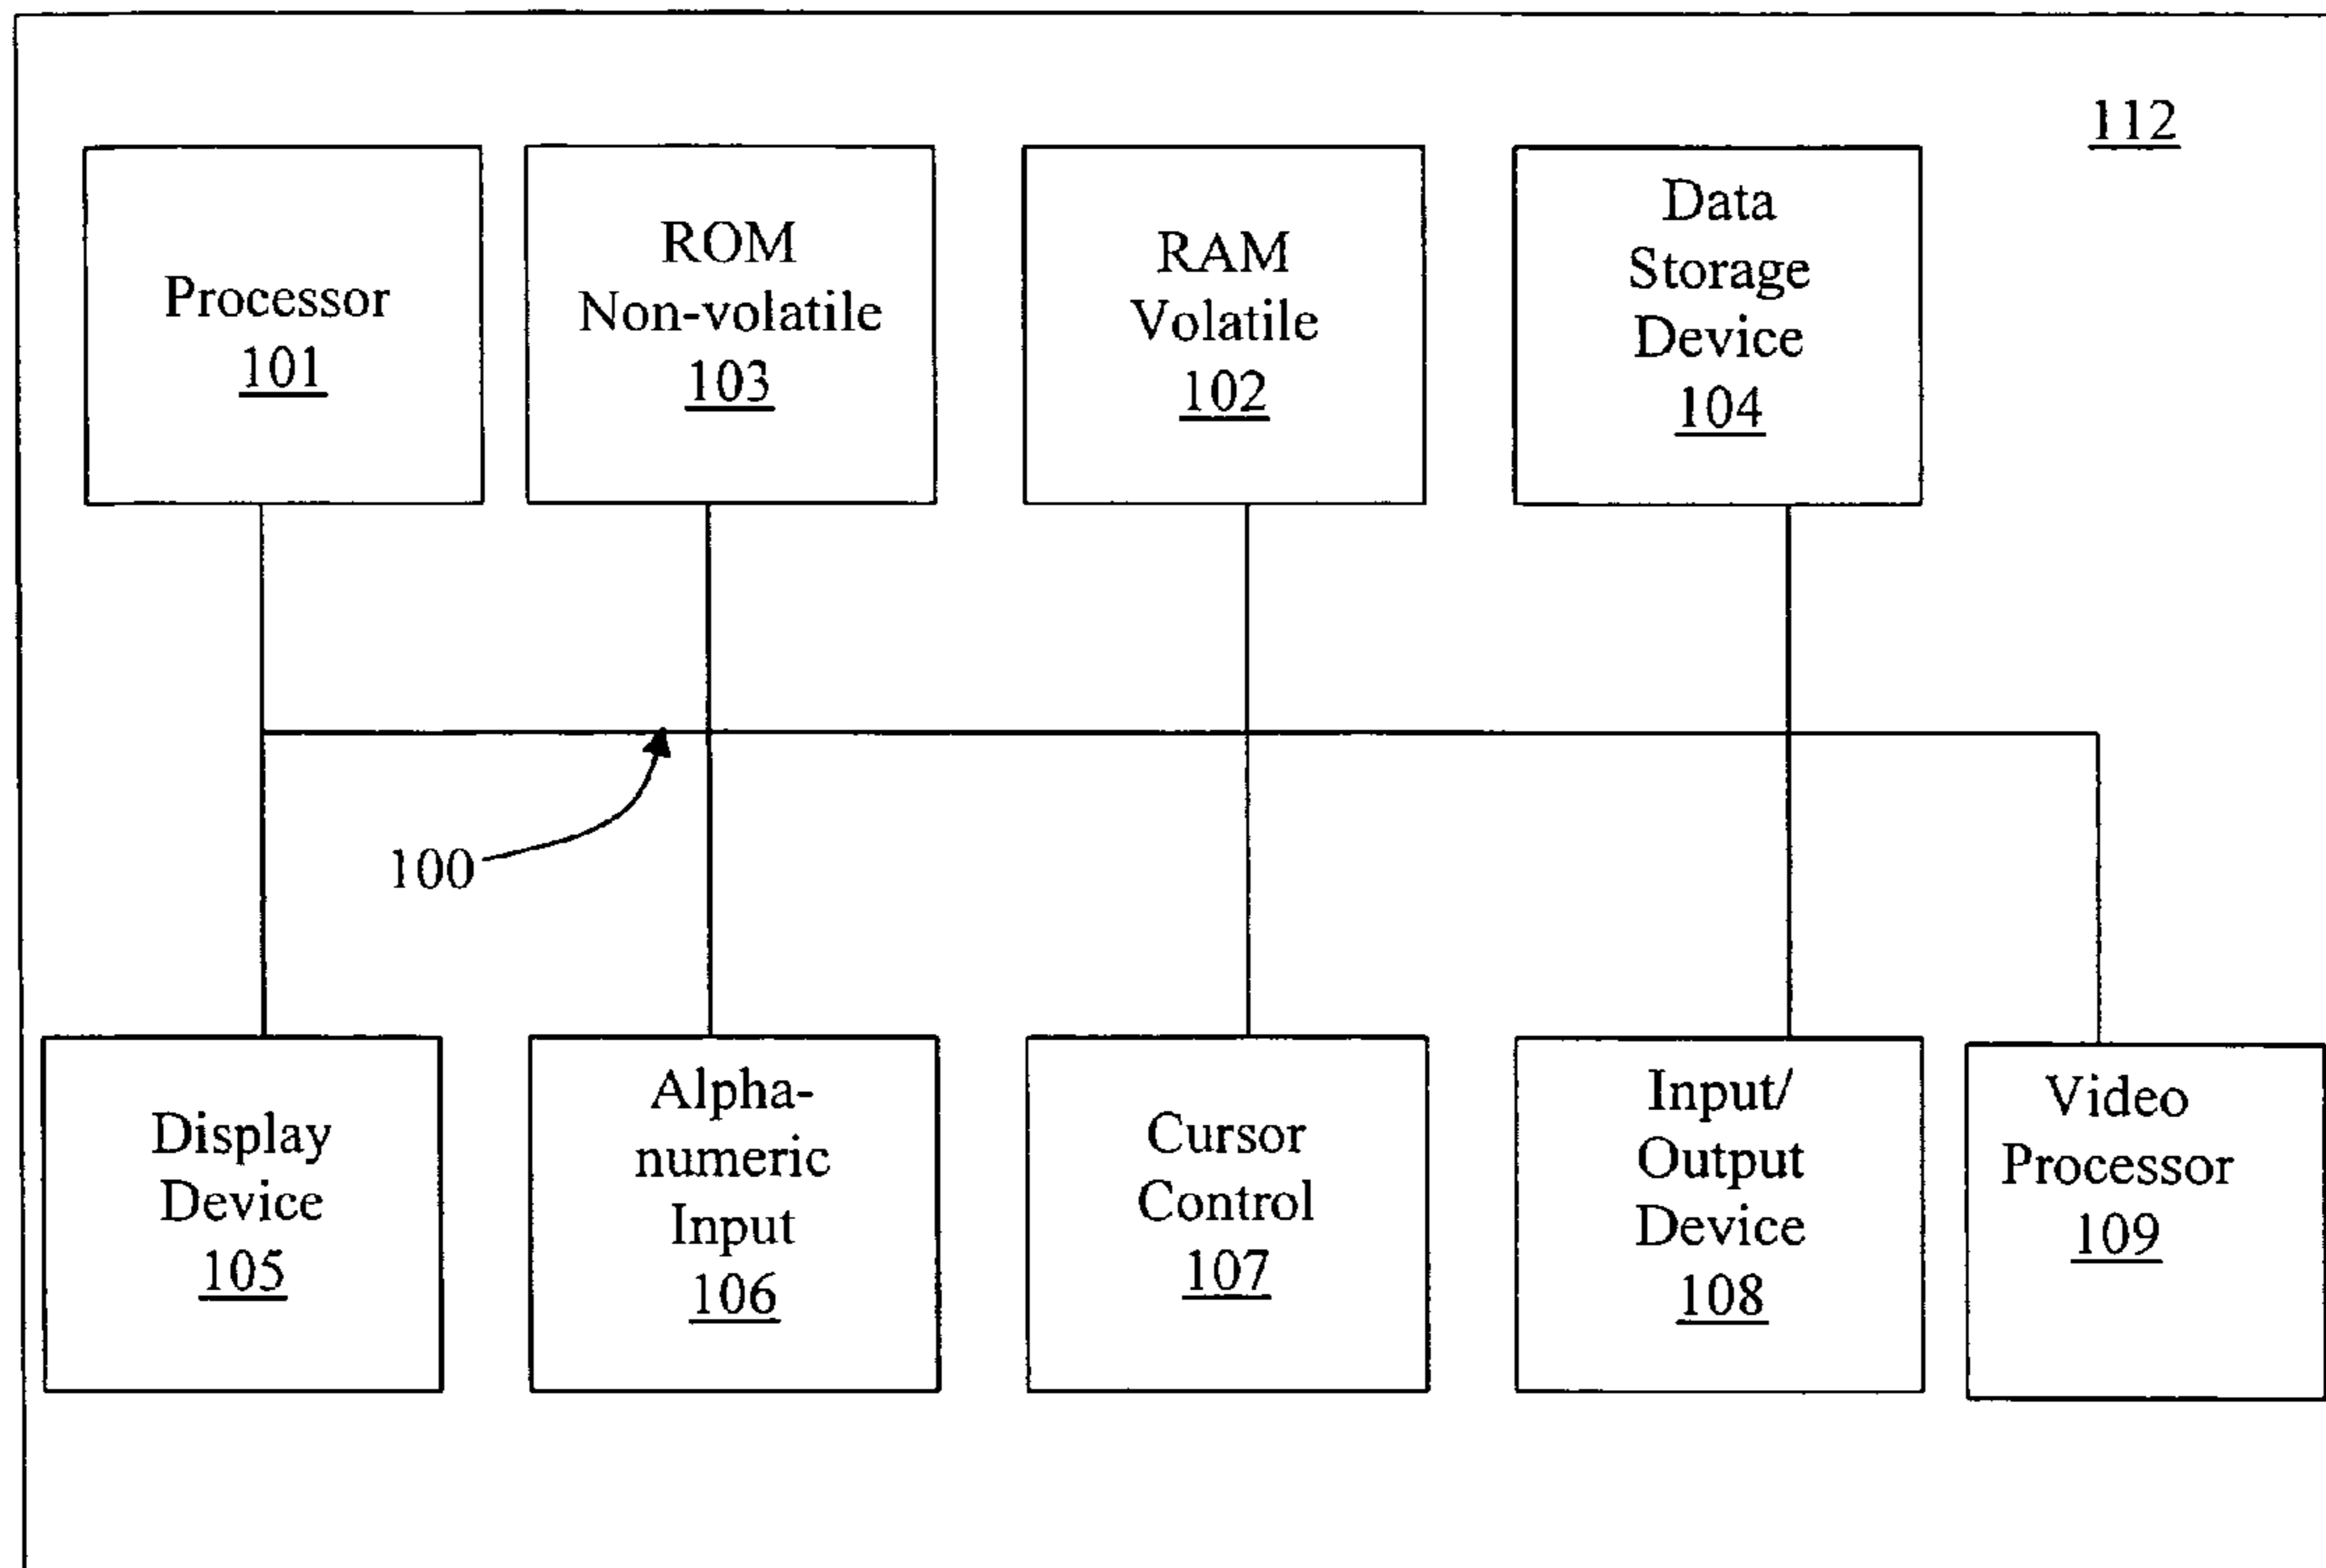 112
Processor
101
ROM
Non-volatile
103
RAM
Volatile
102
Data
Storage
Device
104
100
Display
Device
105
Alpha-
numeric
Input
106
Cursor
Control
107
Input/
Output
Device
108
Video
Processor
109